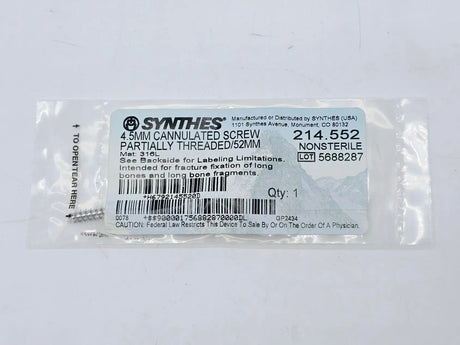 SYNTHES®
Manufactured or Distributed by SYNTHES (USA)
1101 Synthes Avenue, Monument, CO 80132
4.5MM CANNULATED SCREW
PARTIALLY THREADED/52MM
Mat: 316L
See Backside for Labeling Limitations.
Intended for fracture fixation of long
bones and long bone fragments.
214.552
NONSTERILE
LOT 5688287
Qty: 1
0078
GP2434
CAUTION: Federal Law Restricts This Device To Sale By or On The Order Of A Physician.
TO OPEN TEAR HERE